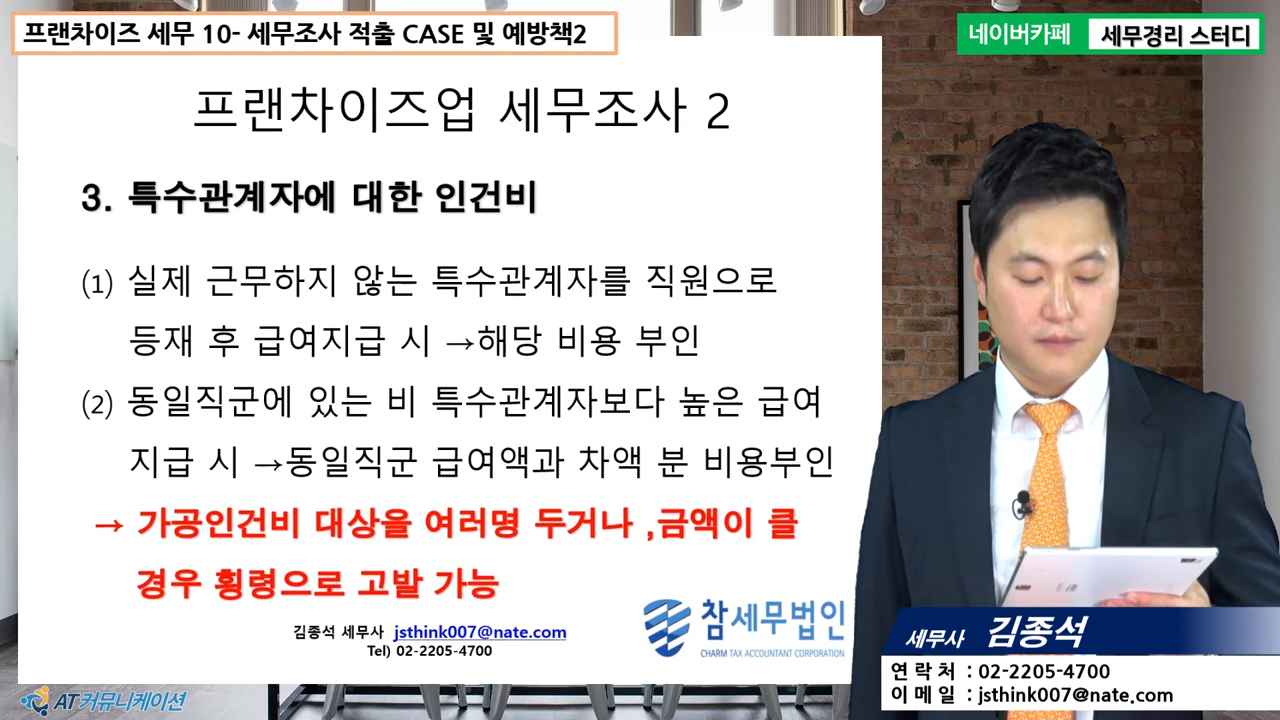 프랜차이즈 세무 10- 세무조사 적출 CASE 및 예방책2
네이버카페 세무경리 스터디
프랜차이즈업 세무조사 2
3. 특수관계자에 대한 인건비
(1) 실제 근무하지 않는 특수관계자를 직원으로
등재 후 급여지급 시 →해당 비용 부인
(2) 동일직군에 있는 비 특수관계자보다 높은 급여
지급 시 →동일직군 급여액과 차액 분 비용부인
→ 가공인건비 대상을 여러명 두거나 ,금액이 클
경우 횡령으로 고발 가능
김종석 세무사 jsthink007@nate.com
Tel) 02-2205-4700
참세무법인
CHARM TAX ACCOUNTANT CORPORATION
세무사 김종석
연 락 처 : 02-2205-4700
이 메 일 : jsthink007@nate.com
AT커뮤니케이션